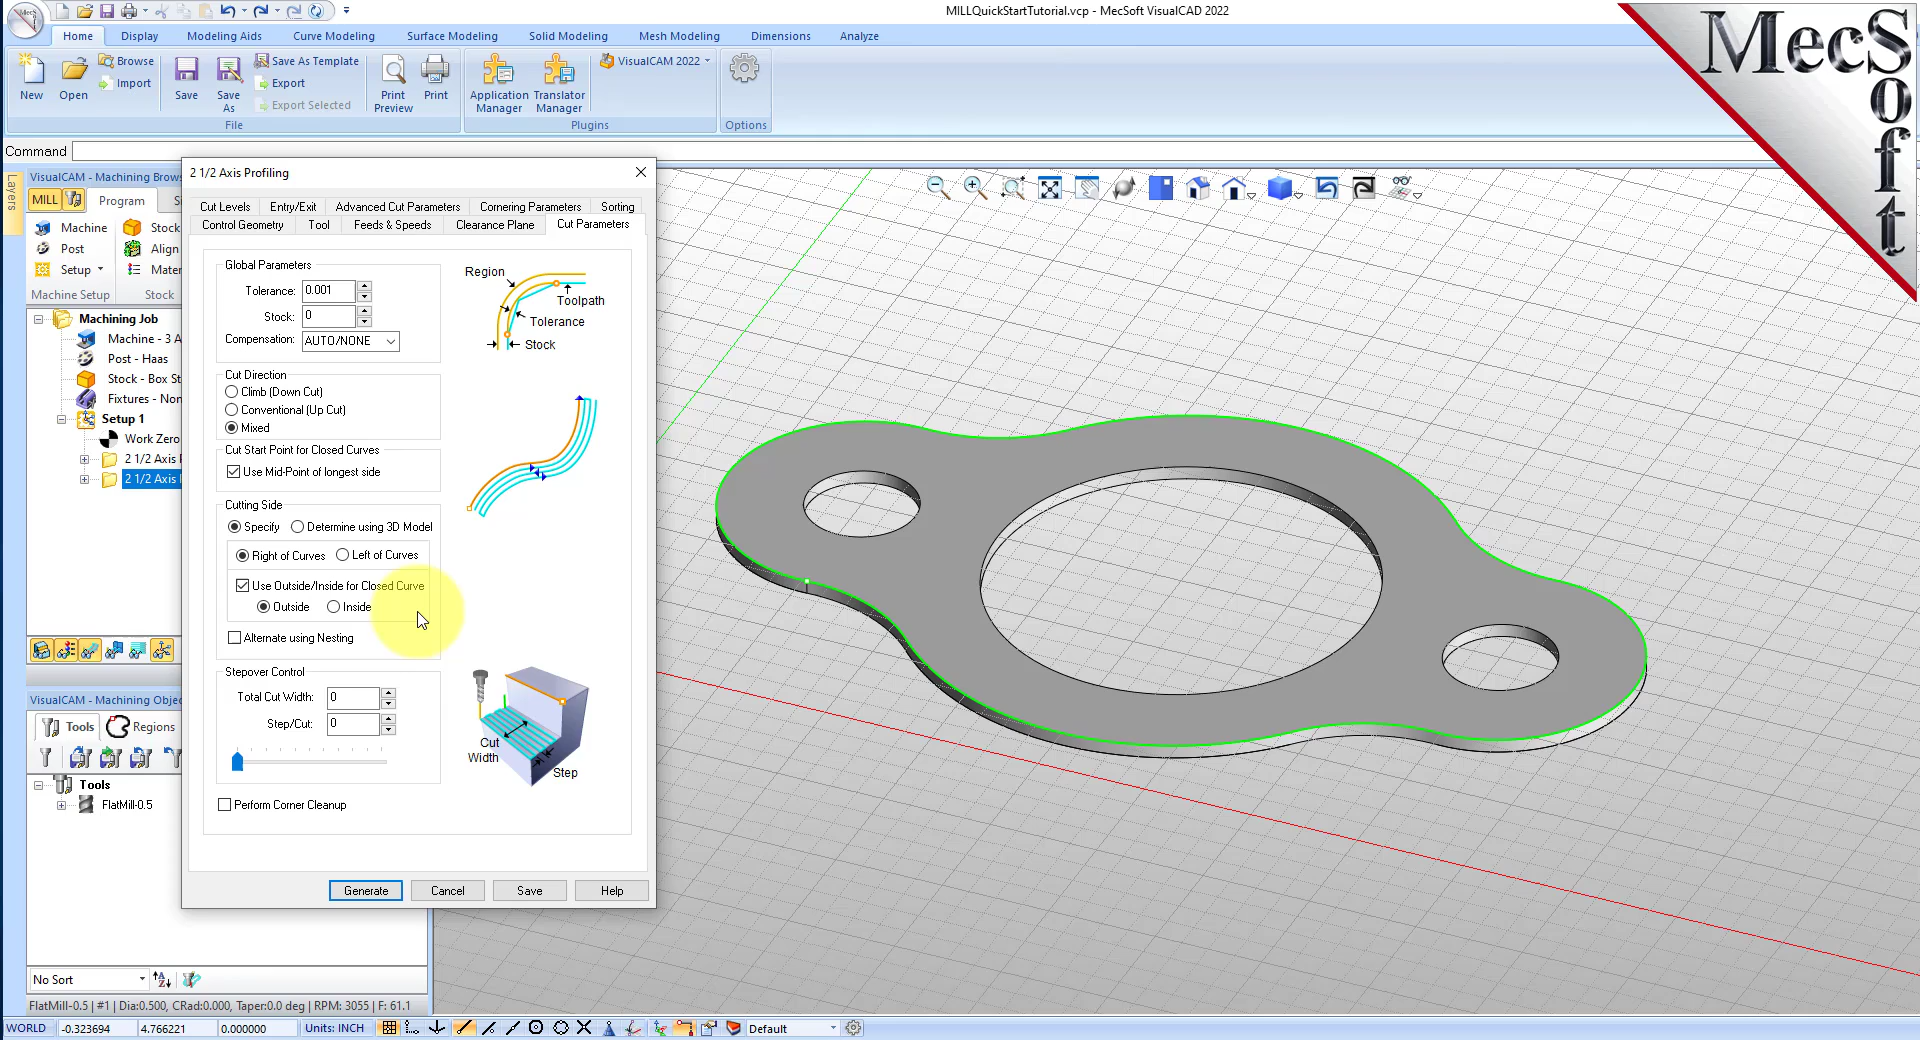 MILLQuickStartTutorial.vcp - MecSoft VisualCAD 2022
Home Display Modeling Aids Curve Modeling Surface Modeling Solid Modeling Mesh Modeling Dimensions Analyze
New Open Browse Import Save Save As Save As Template Export Export Selected Print Preview Print Application Manager Translator Manager VisualCAM 2022
File Plugins Options
MecSoft
Command
Layers
VisualCAM - Machining Brows
MILL Program S
Machine Stock
Post Align
Setup Mater
Machine Setup Stock
Machining Job
Machine - 3 A
Post - Haas
Stock - Box St
Fixtures - Non
Setup 1
Work Zero
2 1/2 Axis
2 1/2 Axis
VisualCAM - Machining Objec
Tools Regions
Tools
FlatMill-0.5
No Sort
FlatMill-0.5 | #1 | Dia:0.500, CRad:0.000, Taper:0.0 deg | RPM: 3055 | F: 61.1
2 1/2 Axis Profiling
Cut Levels Entry/Exit Advanced Cut Parameters Cornering Parameters Sorting
Control Geometry Tool Feeds & Speeds Clearance Plane Cut Parameters
Global Parameters
Tolerance: 0.001
Stock: 0
Compensation: AUTO/NONE
Region
Toolpath
Tolerance
Stock
Cut Direction
Climb (Down Cut)
Conventional (Up Cut)
Mixed
Cut Start Point for Closed Curves
Use Mid-Point of longest side
Cutting Side
Specify Determine using 3D Model
Right of Curves Left of Curves
Use Outside/Inside for Closed Curve
Outside Inside
Alternate using Nesting
Stepover Control
Total Cut Width: 0
Step/Cut: 0
Cut Width
Step
Perform Corner Cleanup
Generate Cancel Save Help
WORLD -0.323694 4.766221 0.000000 Units: INCH Default